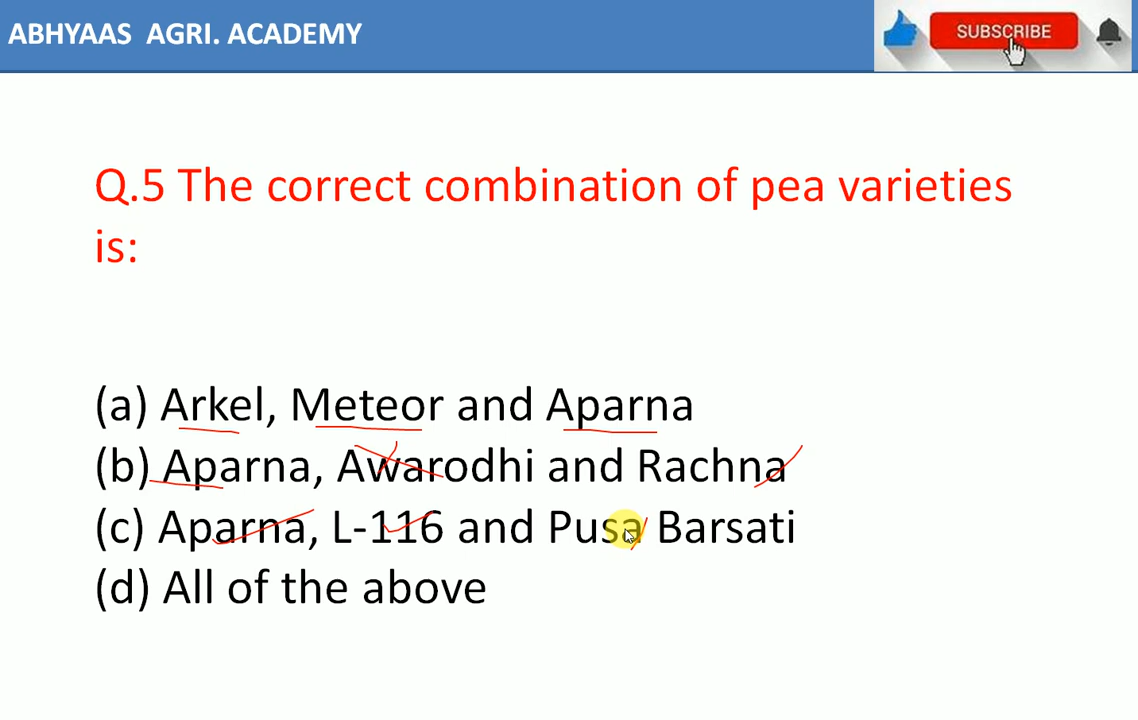 ABHYAAS AGRI. ACADEMY
SUBSCRIBE
Q.5 The correct combination of pea varieties
is:
(a) Arkel, Meteor and Aparna
(b) Aparna, Awarodhi and Rachna
(c) Aparna, L-116 and Pusa Barsati
(d) All of the above